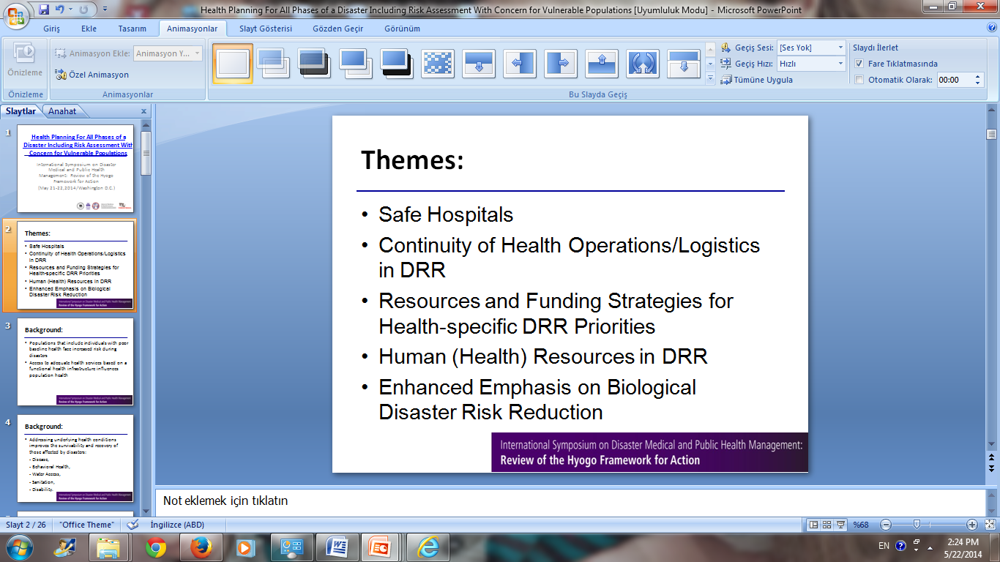 Health Planning For All Phases of a Disaster Including Risk Assessment With Concern for Vulnerable Populations [Uyumluluk Modu] - Microsoft PowerPoint
Giriş Ekle Tasarım Animasyonlar Slayt Gösterisi Gözden Geçir Görünüm
Önizleme
Önizleme
Animasyon Ekle: Animasyon Y...
Özel Animasyon
Animasyonlar
Geçiş Sesi: [Ses Yok]
Geçiş Hızı: Hızlı
Tümüne Uygula
Bu Slayda Geçiş
Slaydı İlerlet
Fare Tıklatmasında
Otomatik Olarak: 00:00
Slaytlar Anahat x
1
Health Planning For All Phases of a
Disaster Including Risk Assessment With
Concern for Vulnerable Populations
International Symposium on Disaster
Medical and Public Health
Management: Review of the Hyogo
Framework for Action
(May 21-22,2014/Washington D.C.)
2
Themes:
• Safe Hospitals
• Continuity of Health Operations/Logistics
in DRR
• Resources and Funding Strategies for
Health-specific DRR Priorities
• Human (Health) Resources in DRR
• Enhanced Emphasis on Biological
Disaster Risk Reduction
International Symposium on Disaster Medical and Public Health Management:
Review of the Hyogo Framework for Action
3
Background:
• Populations that include individuals with poor
baseline health face increased risk during
disasters
• Access to adequate health services based on a
functional health infrastructure influences
population health
International Symposium on Disaster Medical and Public Health Management:
Review of the Hyogo Framework for Action
4
Background:
• Addressing underlying health conditions
improves the survivability and recovery of
those affected by disasters:
- Disease,
- Behavioral Health,
- Water Access,
- Sanitation,
- Disability,
International Symposium on Disaster Medical and Public Health Management:
Review of the Hyogo Framework for Action
Themes:
• Safe Hospitals
• Continuity of Health Operations/Logistics
in DRR
• Resources and Funding Strategies for
Health-specific DRR Priorities
• Human (Health) Resources in DRR
• Enhanced Emphasis on Biological
Disaster Risk Reduction
International Symposium on Disaster Medical and Public Health Management:
Review of the Hyogo Framework for Action
Not eklemek için tıklatın
Slayt 2 / 26 "Office Theme" İngilizce (ABD) %68
EN 2:24 PM
5/22/2014